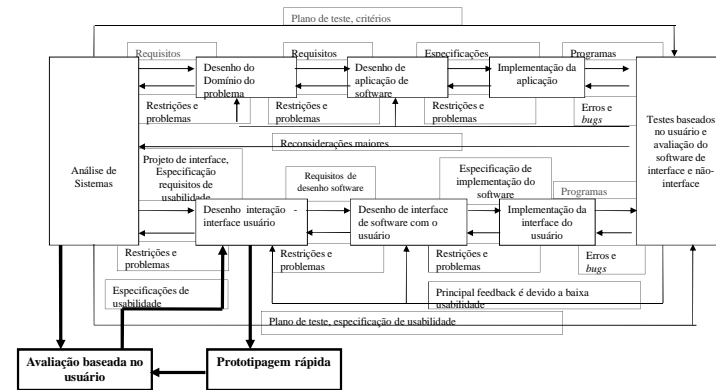 Plano de teste, critérios
Requisitos
Requisitos
Especificações
Programas
Desenho do
Domínio do
problema
Desenho de
aplicação de
software
Implementação da
aplicação
Restrições e
problemas
Restrições e
problemas
Restrições e
problemas
Erros e
bugs
Reconsiderações maiores
Análise de
Sistemas
Testes baseados
no usuário e
avaliação do
software de
interface e não-
interface
Projeto de interface,
Especificação
requisitos de
usabilidade
Requisitos de
desenho software
Especificação de
implementação do
software
Programas
Desenho interação -
interface usuário
Desenho de interface
de software com o
usuário
Implementação da
interface do
usuário
Restrições e
problemas
Restrições e
problemas
Restrições e
problemas
Erros e
bugs
Especificações de
usabilidade
Principal feedback é devido a baixa
usabilidade
Plano de teste, especificação de usabilidade
Avaliação baseada no
usuário
Prototipagem rápida